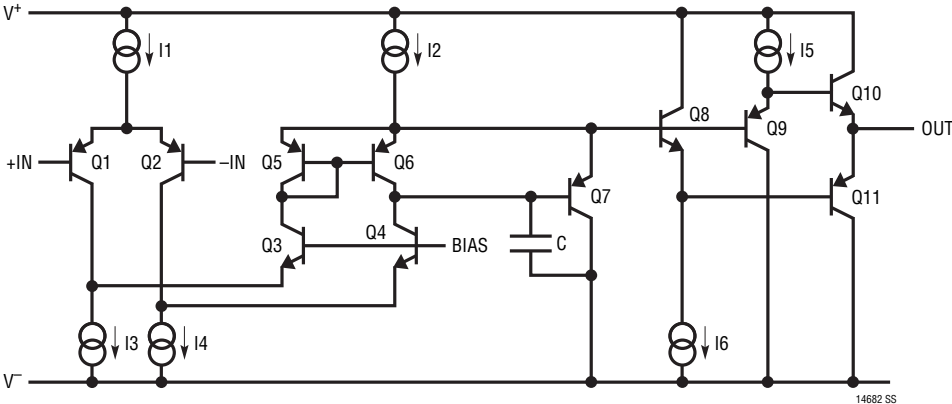 V+
I1
I2
I5
Q8
Q10
+IN
Q1
Q2
–IN
Q5
Q6
Q9
OUT
Q7
Q11
Q3
Q4
BIAS
C
I3
I4
I6
V–
14682 SS